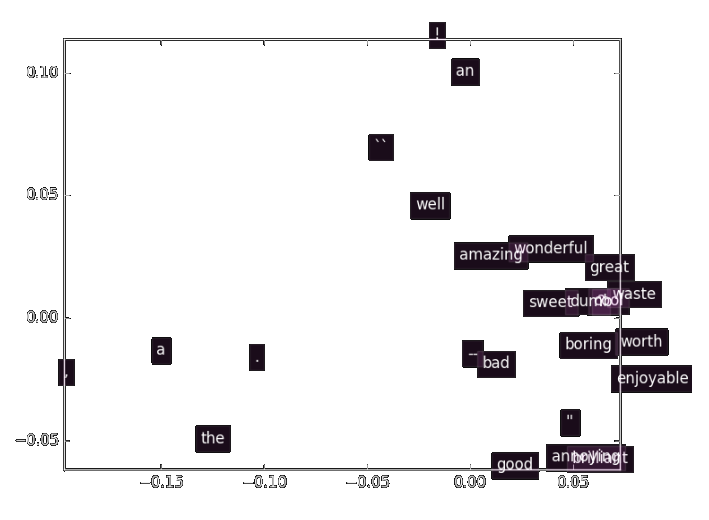 !
0.10
an
``
0.05
well
amazing
wonderful
great
0.00
sweet
dumb
waste
a
.
--
bad
boring
worth
,
enjoyable
"
the
−0.05
good
annoying
brilliant
−0.15
−0.10
−0.05
0.00
0.05